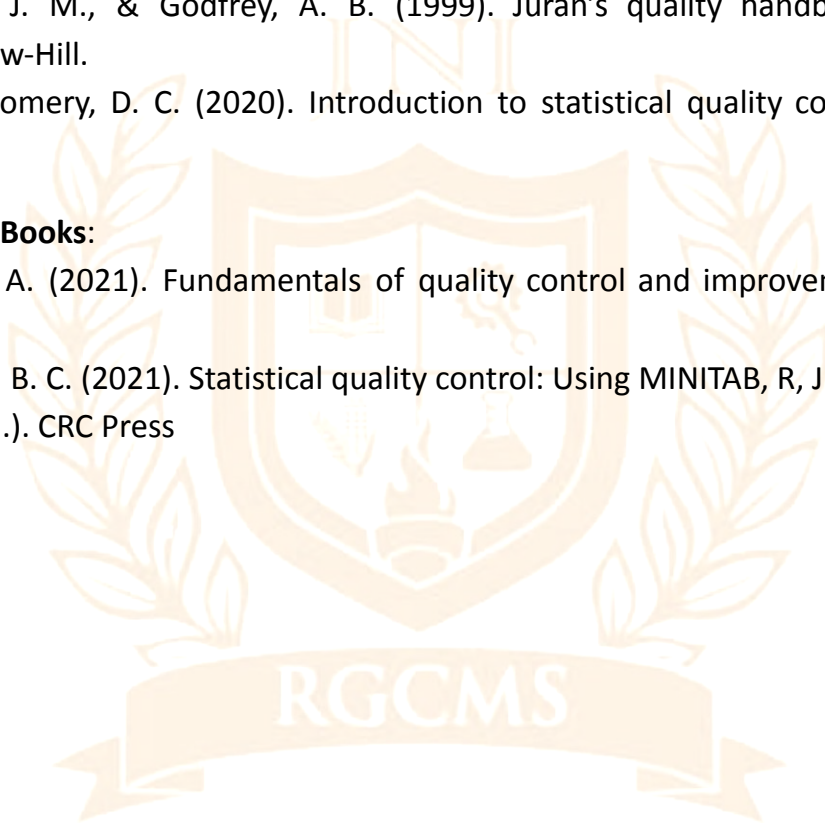 J. M., & Godfrey, A. B. (1999). Juran's quality handb
w-Hill.
omery, D. C. (2020). Introduction to statistical quality co
Books:
A. (2021). Fundamentals of quality control and improver
B. C. (2021). Statistical quality control: Using MINITAB, R, J
.). CRC Press
RGCMS